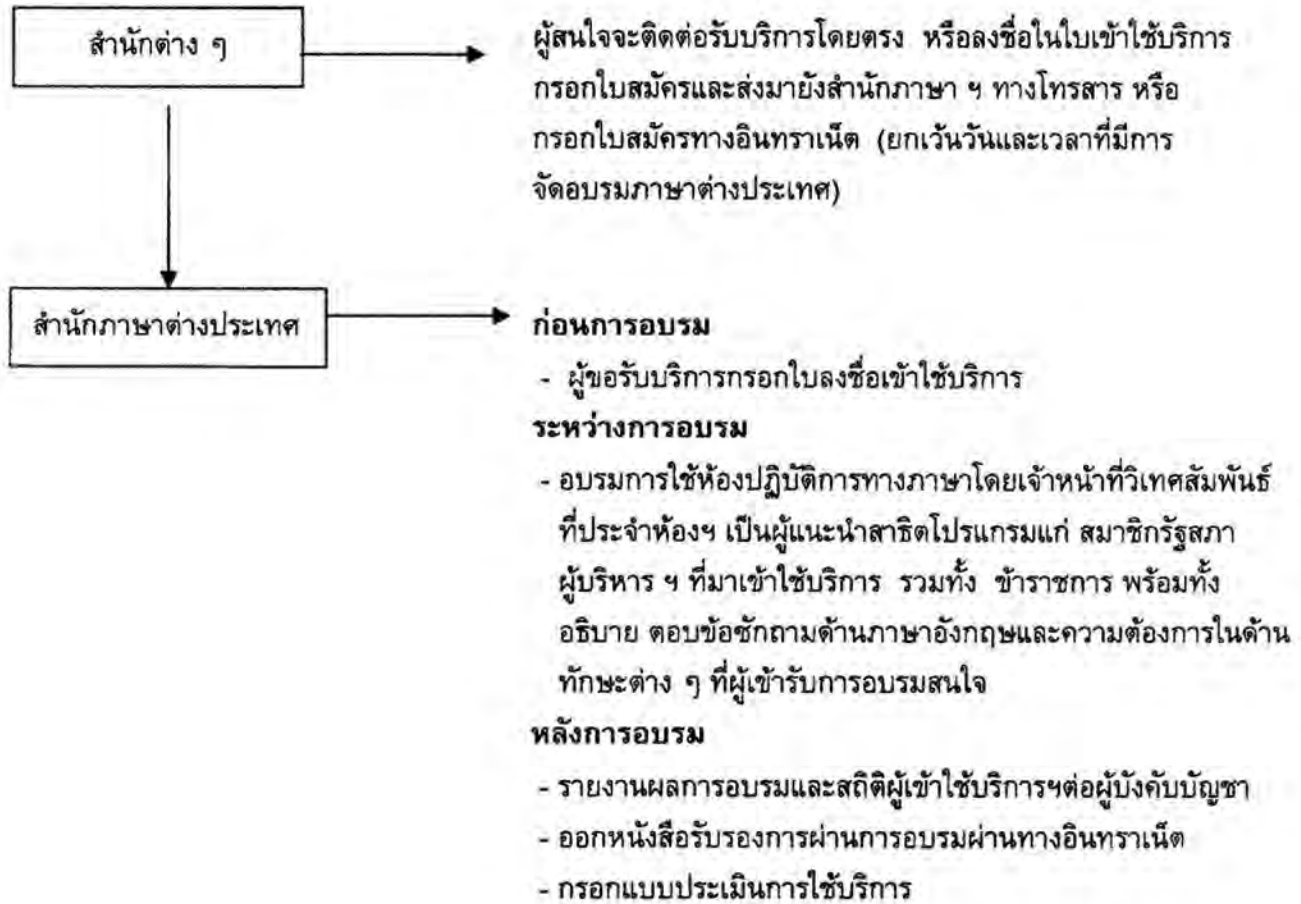 สำนักต่าง ๆ
ผู้สนใจจะติดต่อรับบริการโดยตรง หรือลงชื่อในใบเข้าใช้บริการ
กรอกใบสมัครและส่งมายังสำนักภาษา ฯ ทางโทรสาร หรือ
กรอกใบสมัครทางอินทราเน็ต (ยกเว้นวันและเวลาที่มีการ
จัดอบรมภาษาต่างประเทศ)
สำนักภาษาต่างประเทศ
ก่อนการอบรม
- ผู้ขอรับบริการกรอกใบลงชื่อเข้าใช้บริการ
ระหว่างการอบรม
- อบรมการใช้ห้องปฏิบัติการทางภาษาโดยเจ้าหน้าที่วิเทศสัมพันธ์
ที่ประจำห้องฯ เป็นผู้แนะนำสาธิตโปรแกรมแก่ สมาชิกรัฐสภา
ผู้บริหาร ฯ ที่มาเข้าใช้บริการ รวมทั้ง ข้าราชการ พร้อมทั้ง
อธิบาย ตอบข้อซักถามด้านภาษาอังกฤษและความต้องการในด้าน
ทักษะต่าง ๆ ที่ผู้เข้ารับการอบรมสนใจ
หลังการอบรม
- รายงานผลการอบรมและสถิติผู้เข้าใช้บริการฯต่อผู้บังคับบัญชา
- ออกหนังสือรับรองการผ่านการอบรมผ่านทางอินทราเน็ต
- กรอกแบบประเมินการใช้บริการ